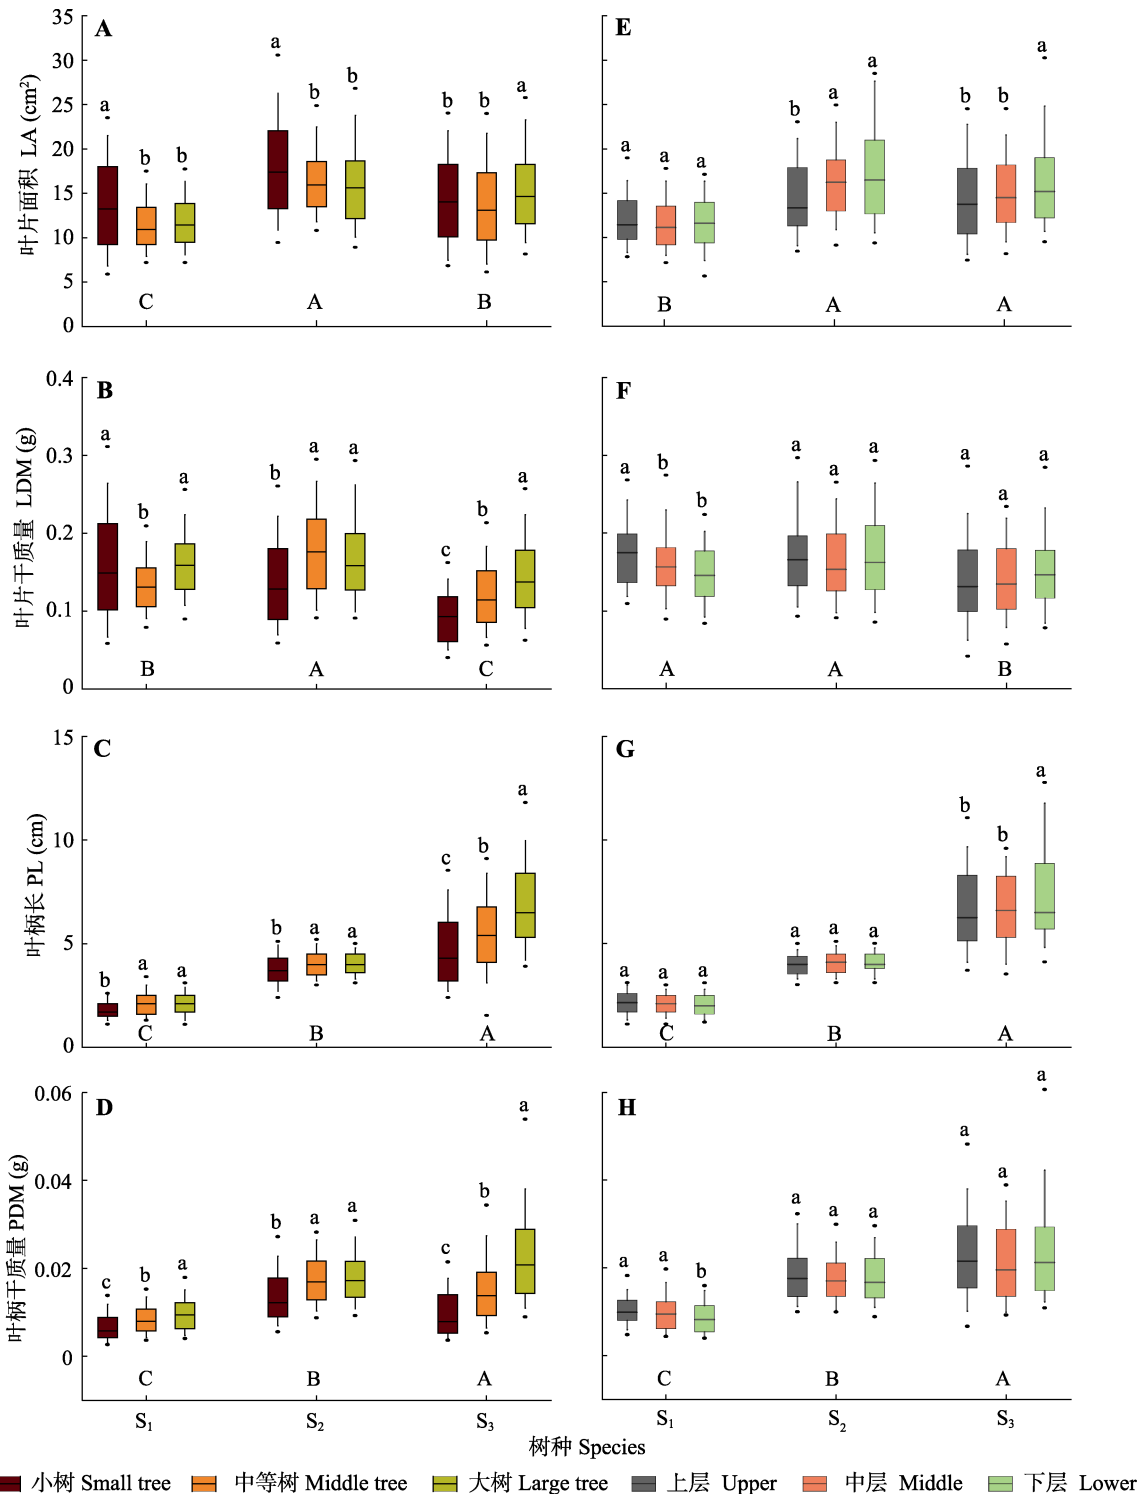 35 A a E
30 a a a
叶片面积 LA (cm²) 25 a b b b b a b a b b
20 b b a a a
15
10
5 C A B B A A
0
0.4 B F
叶片干质量 LDM (g) 0.3 a b a b a a c b a a b b a a a a a a
0.2
0.1 B A C A A B
0
15 C G
叶柄长 PL (cm) 10 c b a b b a
5 b a a b a a a a a a a a
0 C B A C B A
0.06 D a H a
叶柄干质量 PDM (g) 0.04 b a a
0.02 c b a b a a c a a b a a a
0 C B A C B A
S₁ S₂ S₃ S₁ S₂ S₃
树种 Species
小树 Small tree 中等树 Middle tree 大树 Large tree 上层 Upper 中层 Middle 下层 Lower